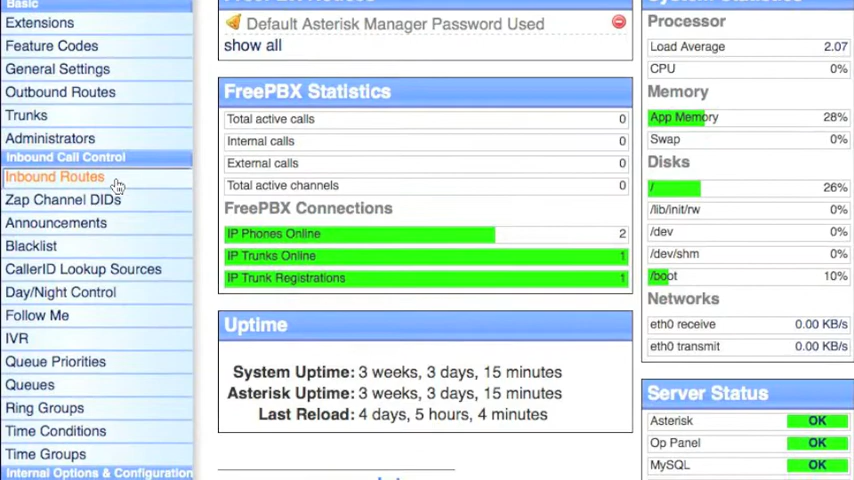 Basic
Extensions
Feature Codes
General Settings
Outbound Routes
Trunks
Administrators
Inbound Call Control
Inbound Routes
Zap Channel DIDs
Announcements
Blacklist
CallerID Lookup Sources
Day/Night Control
Follow Me
IVR
Queue Priorities
Queues
Ring Groups
Time Conditions
Time Groups
Internal Options & Configuration
Default Asterisk Manager Password Used
show all
FreePBX Statistics
Total active calls 0
Internal calls 0
External calls 0
Total active channels 0
FreePBX Connections
IP Phones Online 2
IP Trunks Online 1
IP Trunk Registrations 1
Uptime
System Uptime: 3 weeks, 3 days, 15 minutes
Asterisk Uptime: 3 weeks, 3 days, 15 minutes
Last Reload: 4 days, 5 hours, 4 minutes
System Statistics
Processor
Load Average 2.07
CPU 0%
Memory
App Memory 28%
Swap 0%
Disks
/ 26%
/lib/init/rw 0%
/dev 0%
/dev/shm 0%
/boot 10%
Networks
eth0 receive 0.00 KB/s
eth0 transmit 0.00 KB/s
Server Status
Asterisk OK
Op Panel OK
MySQL OK